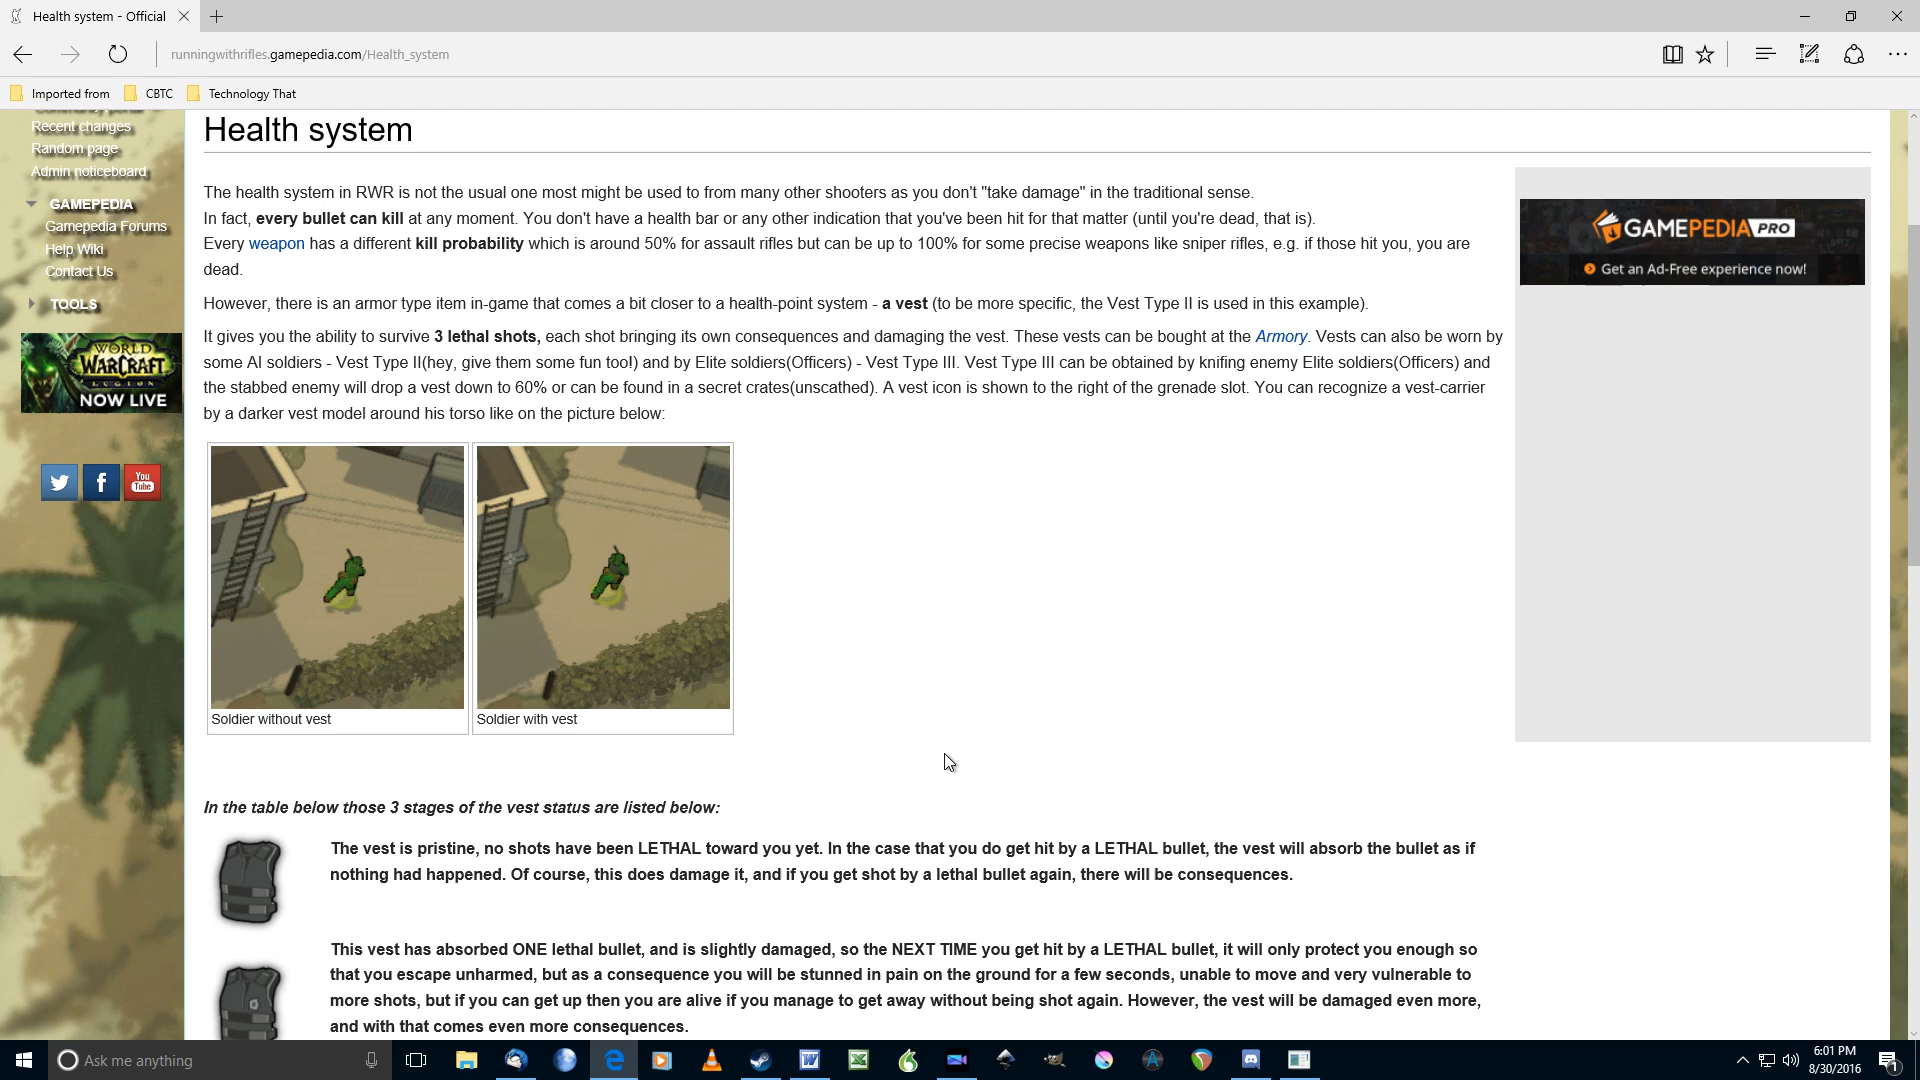 Health system - Official
runningwithrifles.gamepedia.com/Health_system
Imported from
CBTC
Technology That
Recent changes
Random page
Admin noticeboard
GAMEPEDIA
Gamepedia Forums
Help Wiki
Contact Us
TOOLS
WORLD
WARCRAFT
LEGION
NOW LIVE
You
Tube
Health system
The health system in RWR is not the usual one most might be used to from many other shooters as you don't "take damage" in the traditional sense.
In fact, every bullet can kill at any moment. You don't have a health bar or any other indication that you've been hit for that matter (until you're dead, that is).
Every weapon has a different kill probability which is around 50% for assault rifles but can be up to 100% for some precise weapons like sniper rifles, e.g. if those hit you, you are
dead.
However, there is an armor type item in-game that comes a bit closer to a health-point system - a vest (to be more specific, the Vest Type II is used in this example).
It gives you the ability to survive 3 lethal shots, each shot bringing its own consequences and damaging the vest. These vests can be bought at the Armory. Vests can also be worn by
some AI soldiers - Vest Type II(hey, give them some fun too!) and by Elite soldiers(Officers) - Vest Type III. Vest Type III can be obtained by knifing enemy Elite soldiers(Officers) and
the stabbed enemy will drop a vest down to 60% or can be found in a secret crates(unscathed). A vest icon is shown to the right of the grenade slot. You can recognize a vest-carrier
by a darker vest model around his torso like on the picture below:
GAMEPEDIA PRO
Get an Ad-Free experience now!
Soldier without vest
Soldier with vest
In the table below those 3 stages of the vest status are listed below:
The vest is pristine, no shots have been LETHAL toward you yet. In the case that you do get hit by a LETHAL bullet, the vest will absorb the bullet as if
nothing had happened. Of course, this does damage it, and if you get shot by a lethal bullet again, there will be consequences.
This vest has absorbed ONE lethal bullet, and is slightly damaged, so the NEXT TIME you get hit by a LETHAL bullet, it will only protect you enough so
that you escape unharmed, but as a consequence you will be stunned in pain on the ground for a few seconds, unable to move and very vulnerable to
more shots, but if you can get up then you are alive if you manage to get away without being shot again. However, the vest will be damaged even more,
and with that comes even more consequences.
Ask me anything
6:01 PM
8/30/2016
1